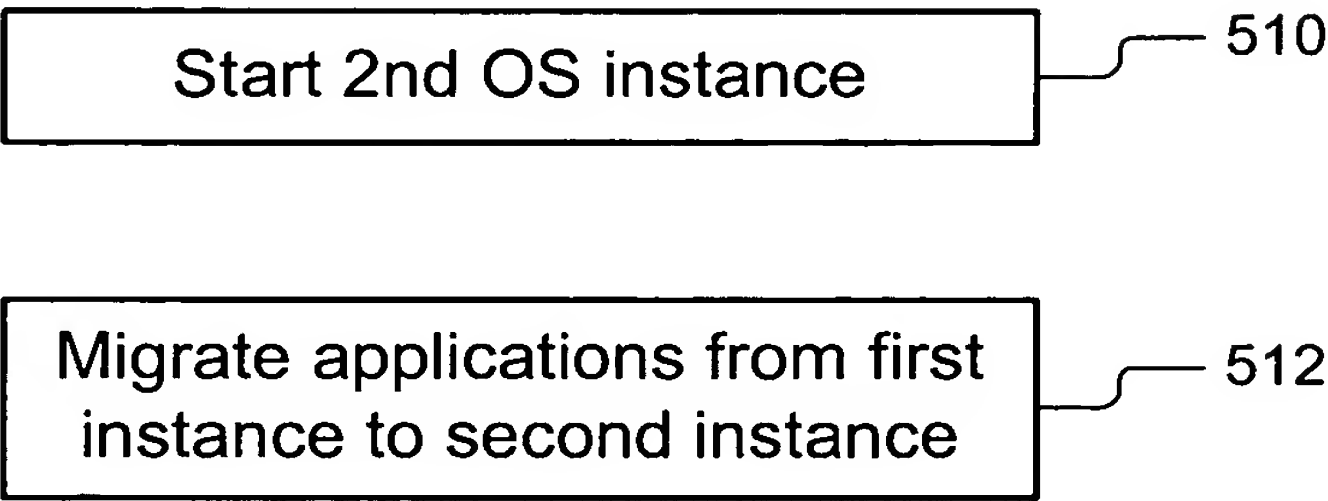 Start 2nd OS instance
510
Migrate applications from first
instance to second instance
512